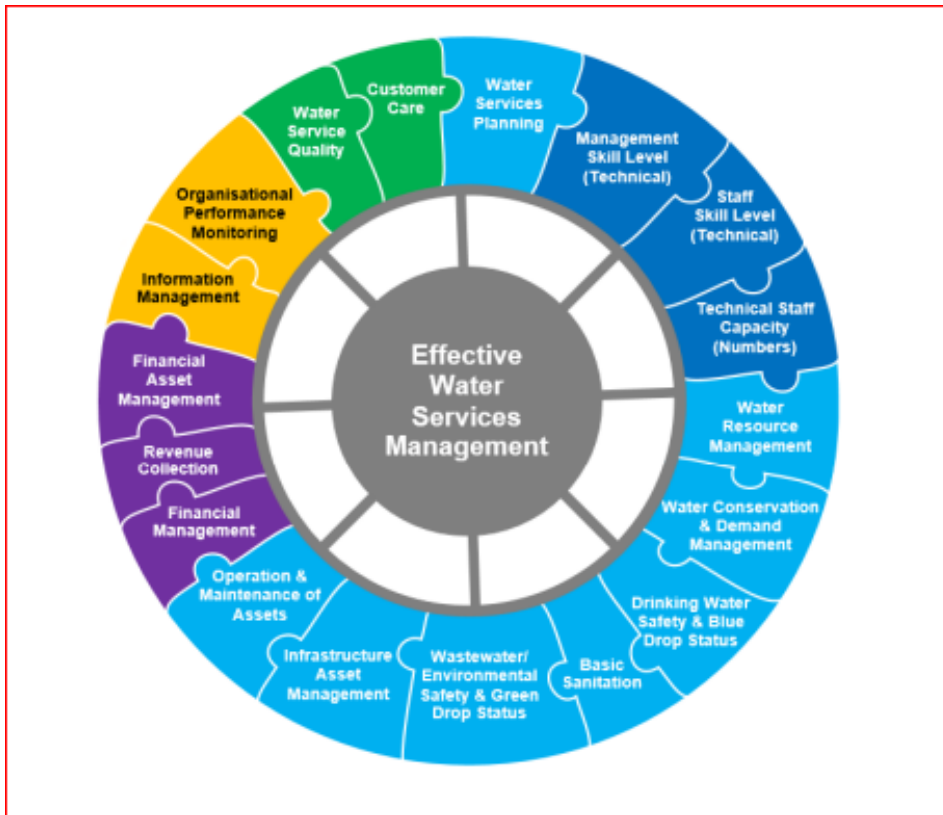 Water
Services
Planning
Management
Skill Level
(Technical)
Staff
Skill Level
(Technical)
Technical Staff
Capacity
(Numbers)
Water
Resource
Management
Water Conservation
& Demand
Management
Drinking Water
Safety & Blue
Drop Status
Basic
Sanitation
Wastewater/
Environmental
Safety & Green
Drop Status
Infrastructure
Asset
Management
Operation &
Maintenance of
Assets
Financial
Management
Revenue
Collection
Financial
Asset
Management
Information
Management
Organisational
Performance
Monitoring
Water
Service
Quality
Customer
Care
Effective
Water
Services
Management